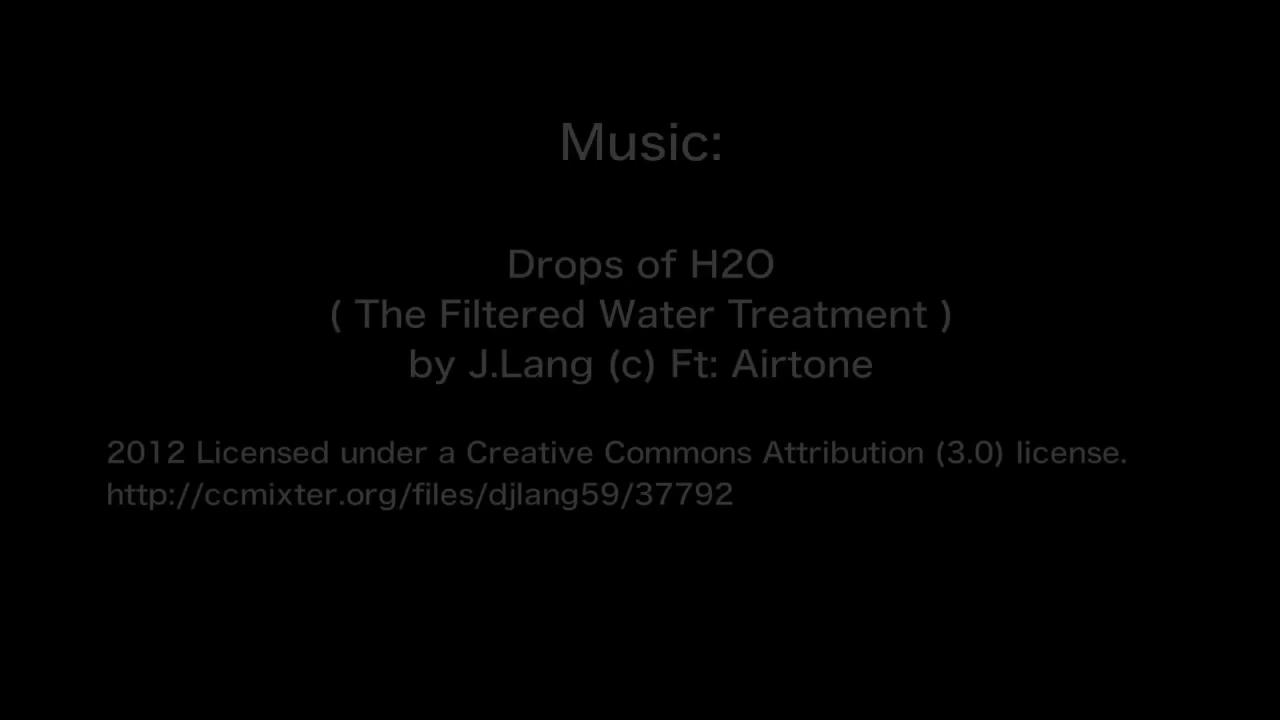 Music:
Drops of H2O
( The Filtered Water Treatment )
by J.Lang (c) Ft: Airtone
2012 Licensed under a Creative Commons Attribution (3.0) license.
http://ccmixter.org/files/djlang59/37792